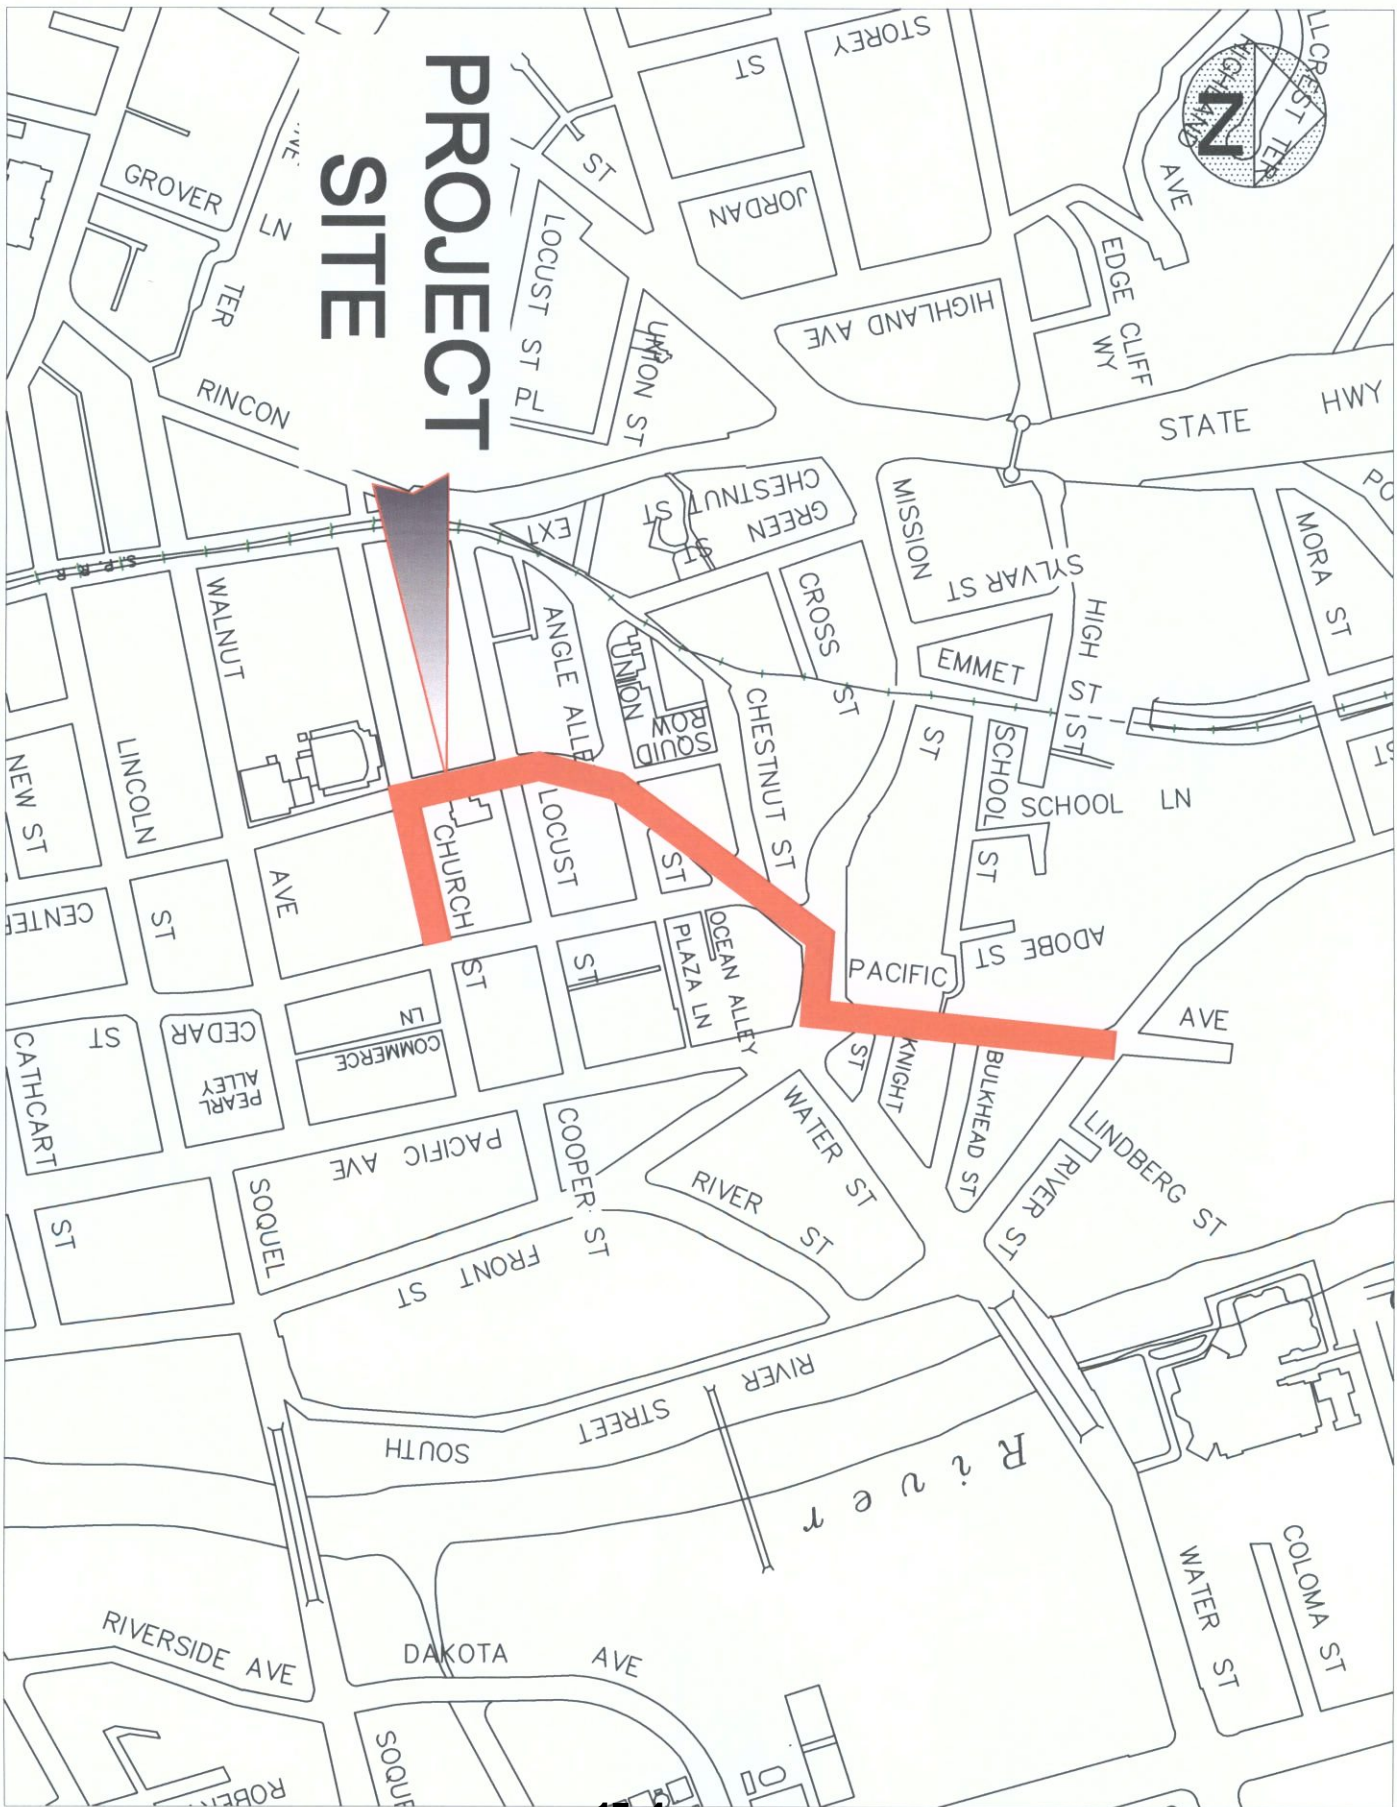 PROJECT
SITE
N
STOREY
ST
ST
JORDAN
HIGHLAND
TER
AVE
EDGE CLIFF
WY
HIGHLAND AVE
STATE HWY
GROVER
LN
TER
RINCON
LOCUST ST
PL
UNION ST
EXT
CHESTNUT
ST
GREEN
ST
MISSION
SYLVAR ST
CROSS
ST
EMMET
HIGH
ST
ST
MORA ST
S.P. R R
WALNUT
AVE
LINCOLN
ST
NEW ST
CENTER
ST
CATHCART
ST
ANGLE ALLE
UNION
ST
SQUID
ROW
CHESTNUT ST
ST
SCHOOL
ST
SCHOOL LN
LOCUST
ST
CHURCH
ST
OCEAN ALLEY
PLAZA LN
PACIFIC
AVE
ADOBE
ST
KNIGHT
ST
BULKHEAD ST
CEDAR
PEARL
ALLEY
COMMERCE
LN
PACIFIC AVE
COOPER ST
WATER ST
RIVER ST
LINDBERG ST
RIVER ST
SOQUEL
FRONT ST
RIVER
STREET
SOUTH
River
WATER ST
COLOMA ST
RIVERSIDE AVE
DAKOTA AVE